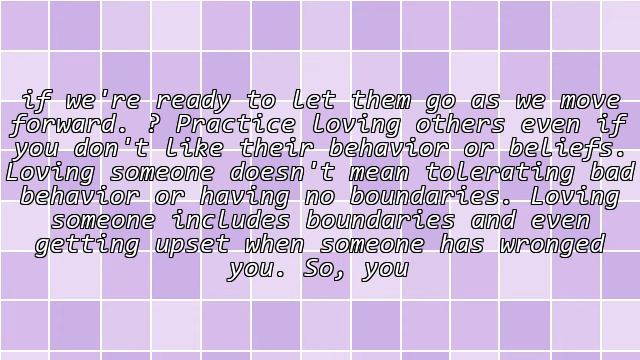 if we're ready to let them go as we move
forward. ? Practice loving others even if
you don't like their behavior or beliefs.
Loving someone doesn't mean tolerating bad
behavior or having no boundaries. Loving
someone includes boundaries and even
getting upset when someone has wronged
you. So, you